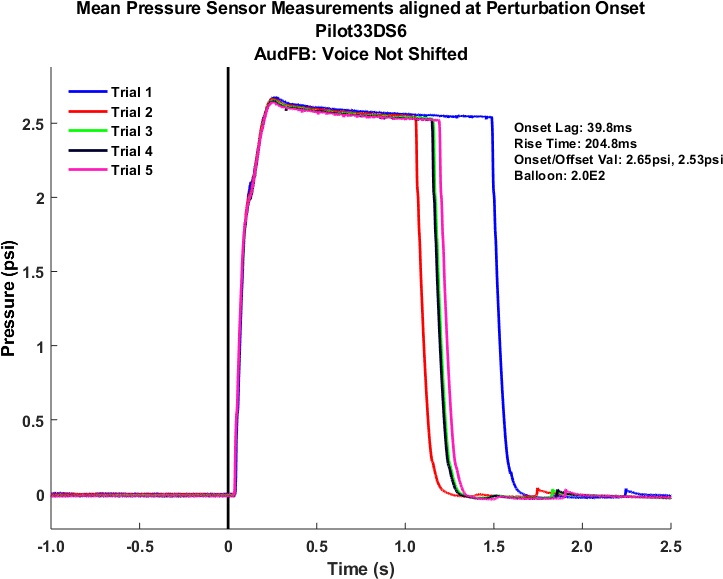 Mean Pressure Sensor Measurements aligned at Perturbation Onset
Pilot33DS6
AudFB: Voice Not Shifted
Trial 1
Trial 2
Trial 3
Trial 4
Trial 5
Onset Lag: 39.8ms
Rise Time: 204.8ms
Onset/Offset Val: 2.65psi, 2.53psi
Balloon: 2.0E2
Pressure (psi)
2.5
2
1.5
1
0.5
0
-1.0 -0.5 0 0.5 1.0 1.5 2.0 2.5
Time (s)